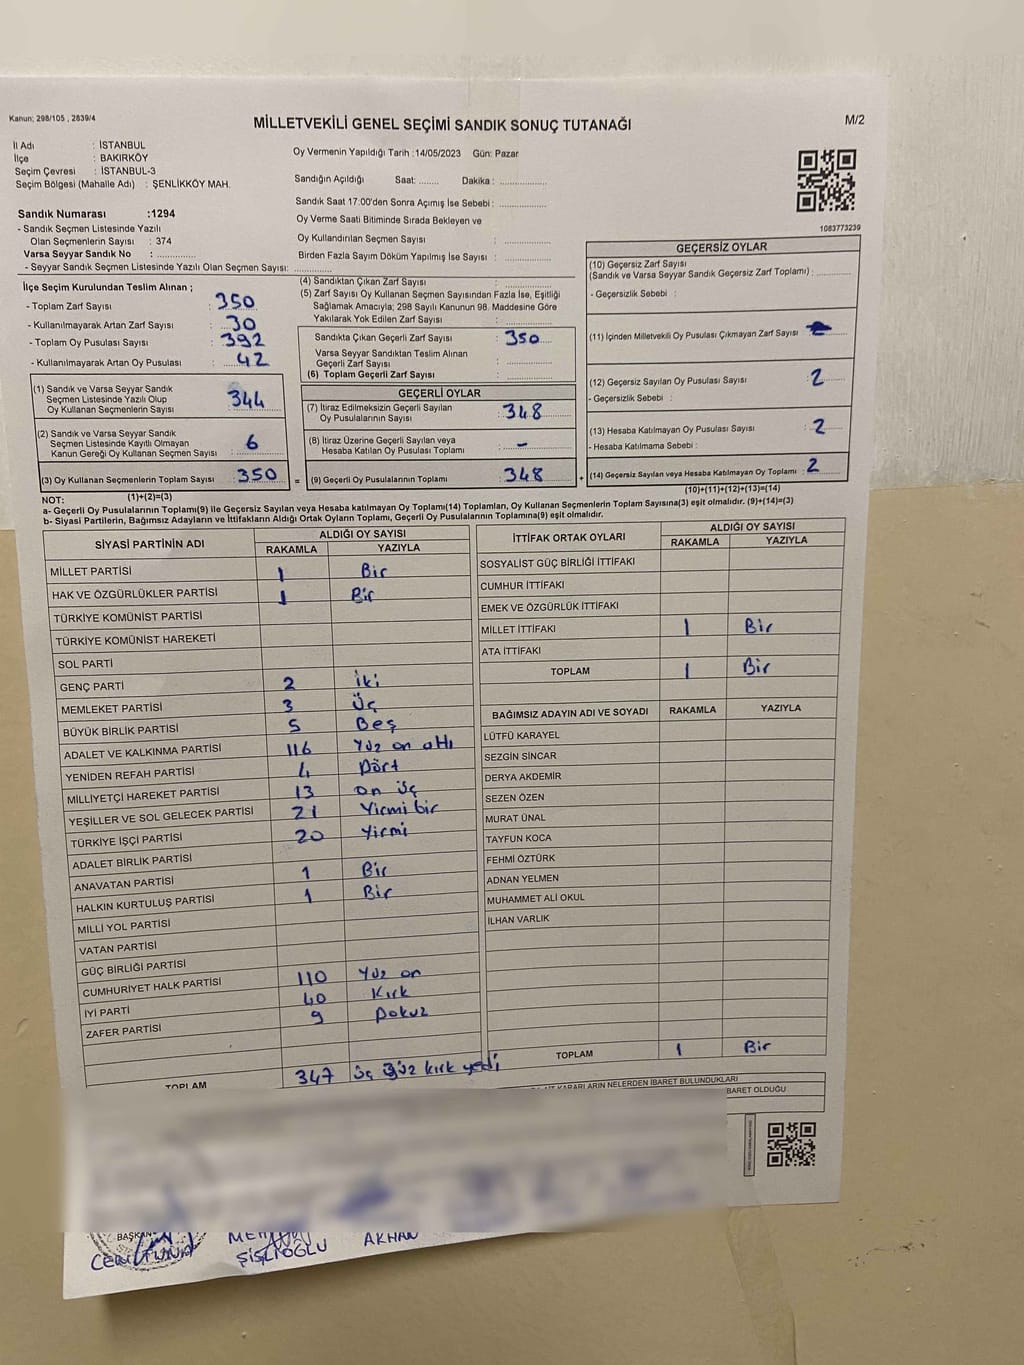 Kanun; 298/105 , 2839/4
MİLLETVEKİLİ GENEL SEÇİMİ SANDIK SONUÇ TUTANAĞI
M/2
İl Adı : İSTANBUL
İlçe : BAKIRKÖY
Seçim Çevresi : İSTANBUL-3
Seçim Bölgesi (Mahalle Adı) : ŞENLİKKÖY MAH.
Sandık Numarası :1294
- Sandık Seçmen Listesinde Yazılı
Olan Seçmenlerin Sayısı : 374
Varsa Seyyar Sandık No : ..............
- Seyyar Sandık Seçmen Listesinde Yazılı Olan Seçmen Sayısı: ..............
Oy Vermenin Yapıldığı Tarih :14/05/2023 Gün: Pazar
Sandığın Açıldığı Saat: ........ Dakika : ................
Sandık Saat 17:00'den Sonra Açımış İse Sebebi : ................
Oy Verme Saati Bitiminde Sırada Bekleyen ve
Oy Kullandırılan Seçmen Sayısı : ................
Birden Fazla Sayım Döküm Yapılmış İse Sayısı : ................
1083773239
İlçe Seçim Kurulundan Teslim Alınan ;
- Toplam Zarf Sayısı : 350
- Kullanılmayarak Artan Zarf Sayısı : 30
- Toplam Oy Pusulası Sayısı : 392
- Kullanılmayarak Artan Oy Pusulası : 42
(1) Sandık ve Varsa Seyyar Sandık
Seçmen Listesinde Yazılı Olup
Oy Kullanan Seçmenlerin Sayısı : 344
(2) Sandık ve Varsa Seyyar Sandık
Seçmen Listesinde Kayıtlı Olmayan
Kanun Gereği Oy Kullanan Seçmen Sayısı : 6
(3) Oy Kullanan Seçmenlerin Toplam Sayısı : 350
(1)+(2)=(3)
(4) Sandıktan Çıkan Zarf Sayısı : ................
(5) Zarf Sayısı Oy Kullanan Seçmen Sayısından Fazla İse, Eşitliği
Sağlamak Amacıyla; 298 Sayılı Kanunun 98. Maddesine Göre
Yakılarak Yok Edilen Zarf Sayısı : ................
Sandıkta Çıkan Geçerli Zarf Sayısı : 350
Varsa Seyyar Sandıktan Teslim Alınan
Geçerli Zarf Sayısı : ................
(6) Toplam Geçerli Zarf Sayısı : ................
GEÇERLİ OYLAR
(7) İtiraz Edilmeksizin Geçerli Sayılan
Oy Pusulalarının Sayısı : 348
(8) İtiraz Üzerine Geçerli Sayılan veya
Hesaba Katılan Oy Pusulası Toplamı : -
= (9) Geçerli Oy Pusulalarının Toplamı : 348 +
GEÇERSİZ OYLAR
(10) Geçersiz Zarf Sayısı
(Sandık ve Varsa Seyyar Sandık Geçersiz Zarf Toplamı) : ........
- Geçersizlik Sebebi :
(11) İçinden Milletvekili Oy Pusulası Çıkmayan Zarf Sayısı :
(12) Geçersiz Sayılan Oy Pusulası Sayısı : 2
- Geçersizlik Sebebi :
(13) Hesaba Katılmayan Oy Pusulası Sayısı : 2
- Hesaba Katılmama Sebebi :
(14) Geçersiz Sayılan veya Hesaba Katılmayan Oy Toplamı : 2
(10)+(11)+(12)+(13)=(14)
NOT:
a- Geçerli Oy Pusulalarının Toplamı(9) ile Geçersiz Sayılan veya Hesaba katılmayan Oy Toplamı(14) Toplamları, Oy Kullanan Seçmenlerin Toplam Sayısına(3) eşit olmalıdır. (9)+(14)=(3)
b- Siyasi Partilerin, Bağımsız Adayların ve İttifakların Aldığı Ortak Oyların Toplamı, Geçerli Oy Pusulalarının Toplamına(9) eşit olmalıdır.
SİYASİ PARTİNİN ADI ALDIĞI OY SAYISI
RAKAMLA YAZIYLA
MİLLET PARTİSİ 1 Bir
HAK VE ÖZGÜRLÜKLER PARTİSİ 1 Bir
TÜRKİYE KOMÜNİST PARTİSİ
TÜRKİYE KOMÜNİST HAREKETİ
SOL PARTİ
GENÇ PARTİ 2 İki
MEMLEKET PARTİSİ 3 Üç
BÜYÜK BİRLİK PARTİSİ 5 Beş
ADALET VE KALKINMA PARTİSİ 116 Yüz on altı
YENİDEN REFAH PARTİSİ 4 Dört
MİLLİYETÇİ HAREKET PARTİSİ 13 on üç
YEŞİLLER VE SOL GELECEK PARTİSİ 21 Yirmi bir
TÜRKİYE İŞÇİ PARTİSİ 20 Yirmi
ADALET BİRLİK PARTİSİ
ANAVATAN PARTİSİ 1 Bir
HALKIN KURTULUŞ PARTİSİ 1 Bir
MİLLİ YOL PARTİSİ
VATAN PARTİSİ
GÜÇ BİRLİĞİ PARTİSİ
CUMHURİYET HALK PARTİSİ 110 Yüz on
İYİ PARTİ 40 Kırk
ZAFER PARTİSİ 9 Dokuz
TOPLAM 347 üç yüz kırk yedi
İTTİFAK ORTAK OYLARI ALDIĞI OY SAYISI
RAKAMLA YAZIYLA
SOSYALİST GÜÇ BİRLİĞİ İTTİFAKI
CUMHUR İTTİFAKI
EMEK VE ÖZGÜRLÜK İTTİFAKI
MİLLET İTTİFAKI 1 Bir
ATA İTTİFAKI
TOPLAM 1 Bir
BAĞIMSIZ ADAYIN ADI VE SOYADI RAKAMLA YAZIYLA
LÜTFÜ KARAYEL
SEZGİN SİNCAR
DERYA AKDEMİR
SEZEN ÖZEN
MURAT ÜNAL
TAYFUN KOCA
FEHMİ ÖZTÜRK
ADNAN YELMEN
MUHAMMET ALİ OKUL
İLHAN VARLIK
TOPLAM 1 Bir
KARARLARIN NELERDEN İBARET BULUNDUKLARI
BARET OLDUĞU
BAŞKAN
ŞİŞLİOĞLU
AKHAN